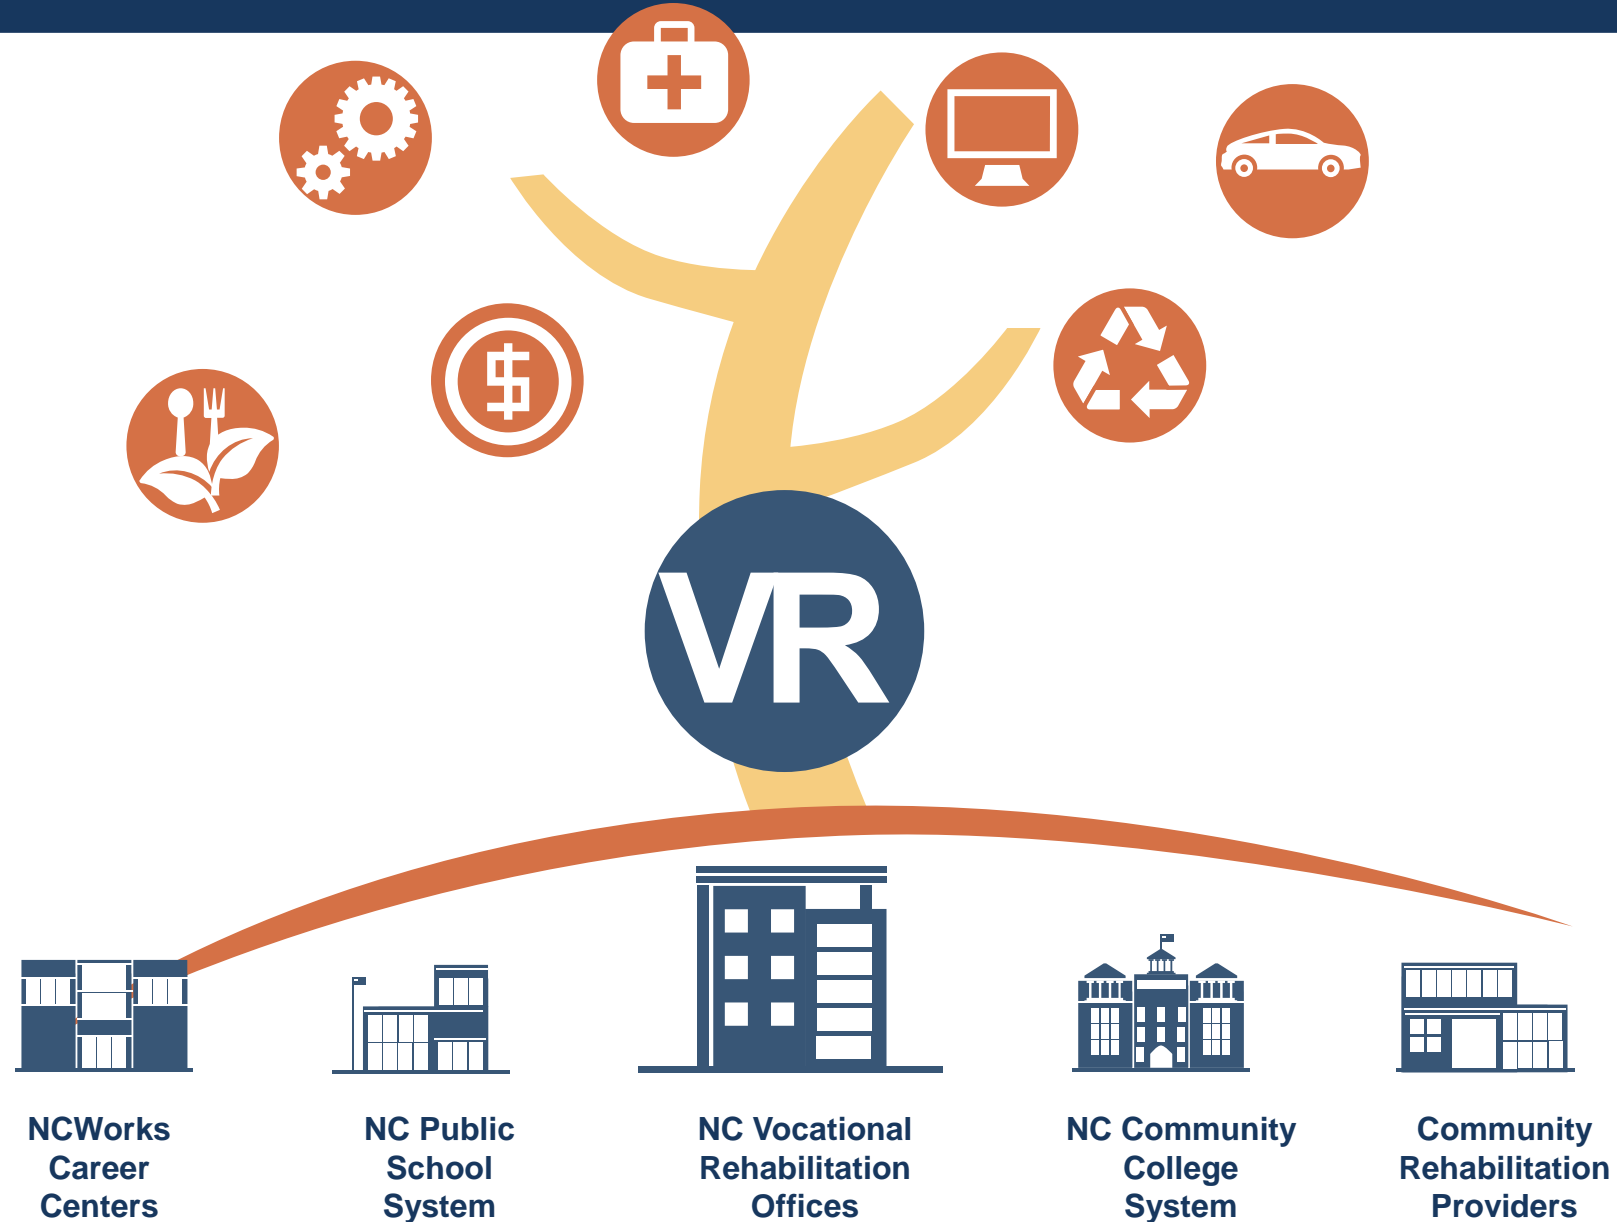 VR
NCWorks
Career
Centers
NC Public
School
System
NC Vocational
Rehabilitation
Offices
NC Community
College
System
Community
Rehabilitation
Providers